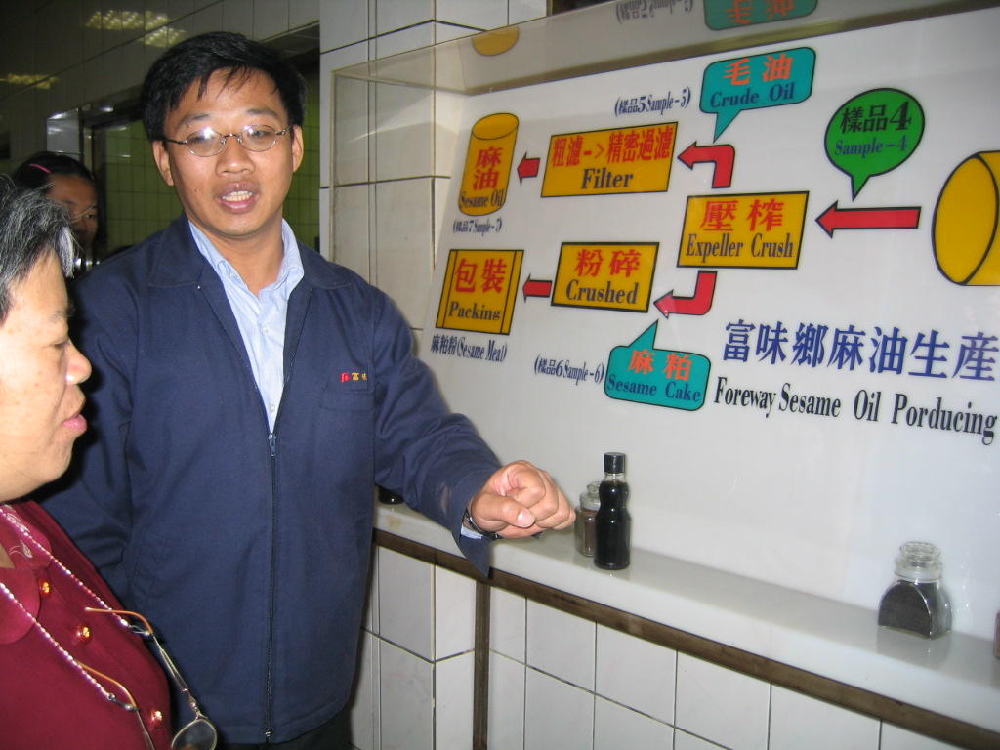 毛油
Crude Oil
(樣品5 Sample-5)
樣品4
Sample-4
麻
油
Sesame Oil
粗濾->精密過濾
Filter
(樣品7 Sample-7)
壓榨
Expeller Crush
包裝
Packing
粉碎
Crushed
麻粕粉(Sesame Meal)
(樣品6 Sample-6)
麻粕
Sesame Cake
富味鄉麻油生產
Foreway Sesame Oil Porducing